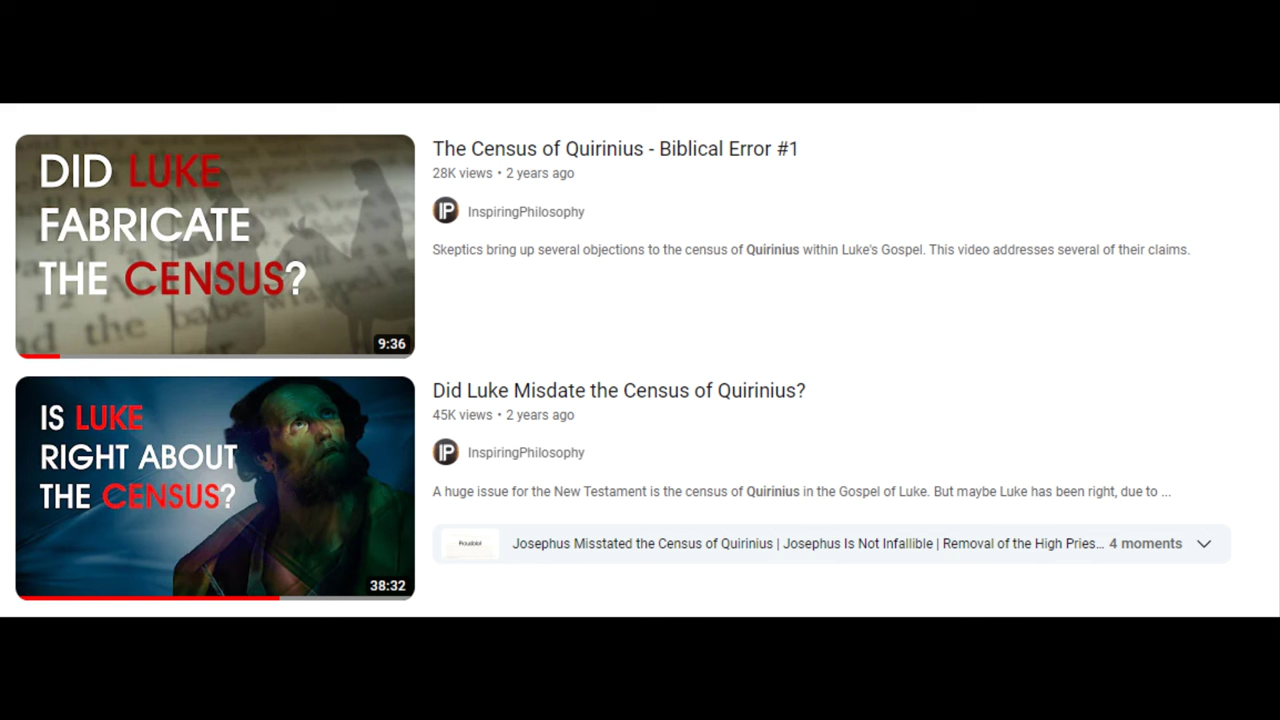 DID LUKE
FABRICATE
THE CENSUS?
the babe wrapped
9:36
The Census of Quirinius - Biblical Error #1
28K views • 2 years ago
IP InspiringPhilosophy
Skeptics bring up several objections to the census of Quirinius within Luke's Gospel. This video addresses several of their claims.
IS LUKE
RIGHT ABOUT
THE CENSUS?
38:32
Did Luke Misdate the Census of Quirinius?
45K views • 2 years ago
IP InspiringPhilosophy
A huge issue for the New Testament is the census of Quirinius in the Gospel of Luke. But maybe Luke has been right, due to ...
Josephus Misstated the Census of Quirinius | Josephus Is Not Infallible | Removal of the High Pries... 4 moments